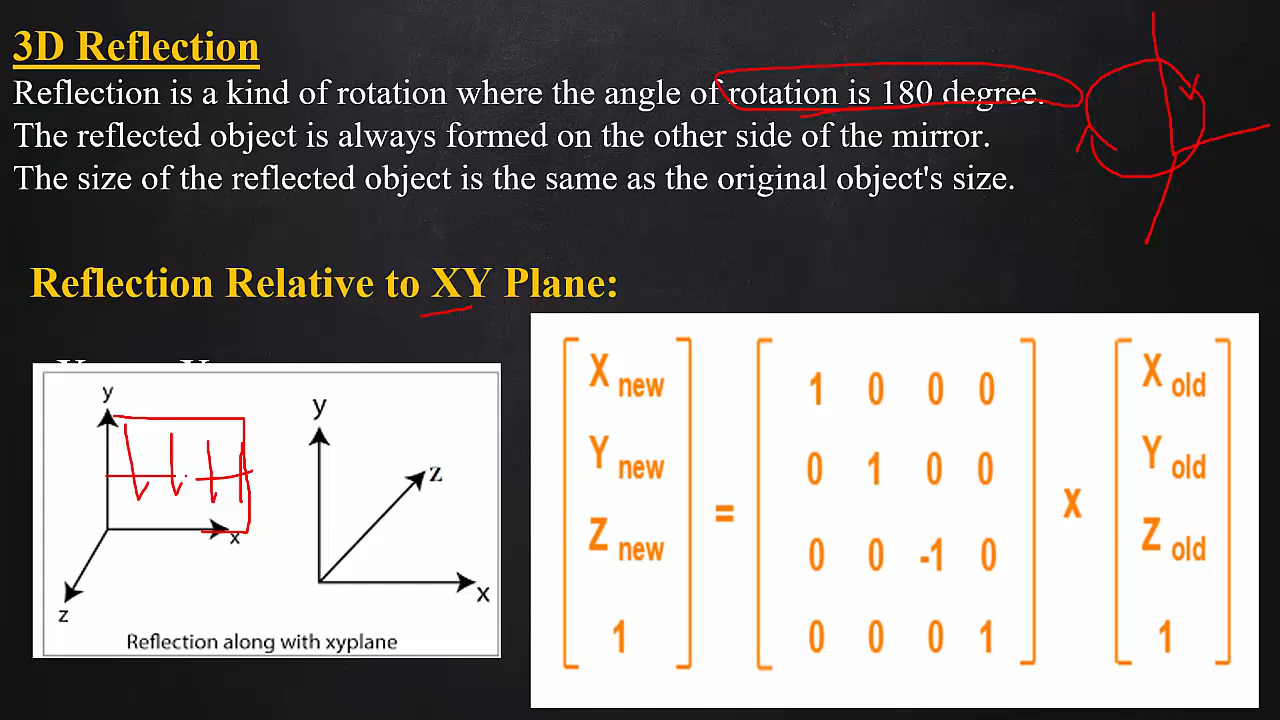 3D Reflection
Reflection is a kind of rotation where the angle of rotation is 180 degree.
The reflected object is always formed on the other side of the mirror.
The size of the reflected object is the same as the original object's size.
Reflection Relative to XY Plane:
y
x
z
y
z
x
Reflection along with xyplane
X new = 1 0 0 0 x X old
Y new 0 1 0 0 Y old
Z new 0 0 -1 0 Z old
1 0 0 0 1 1